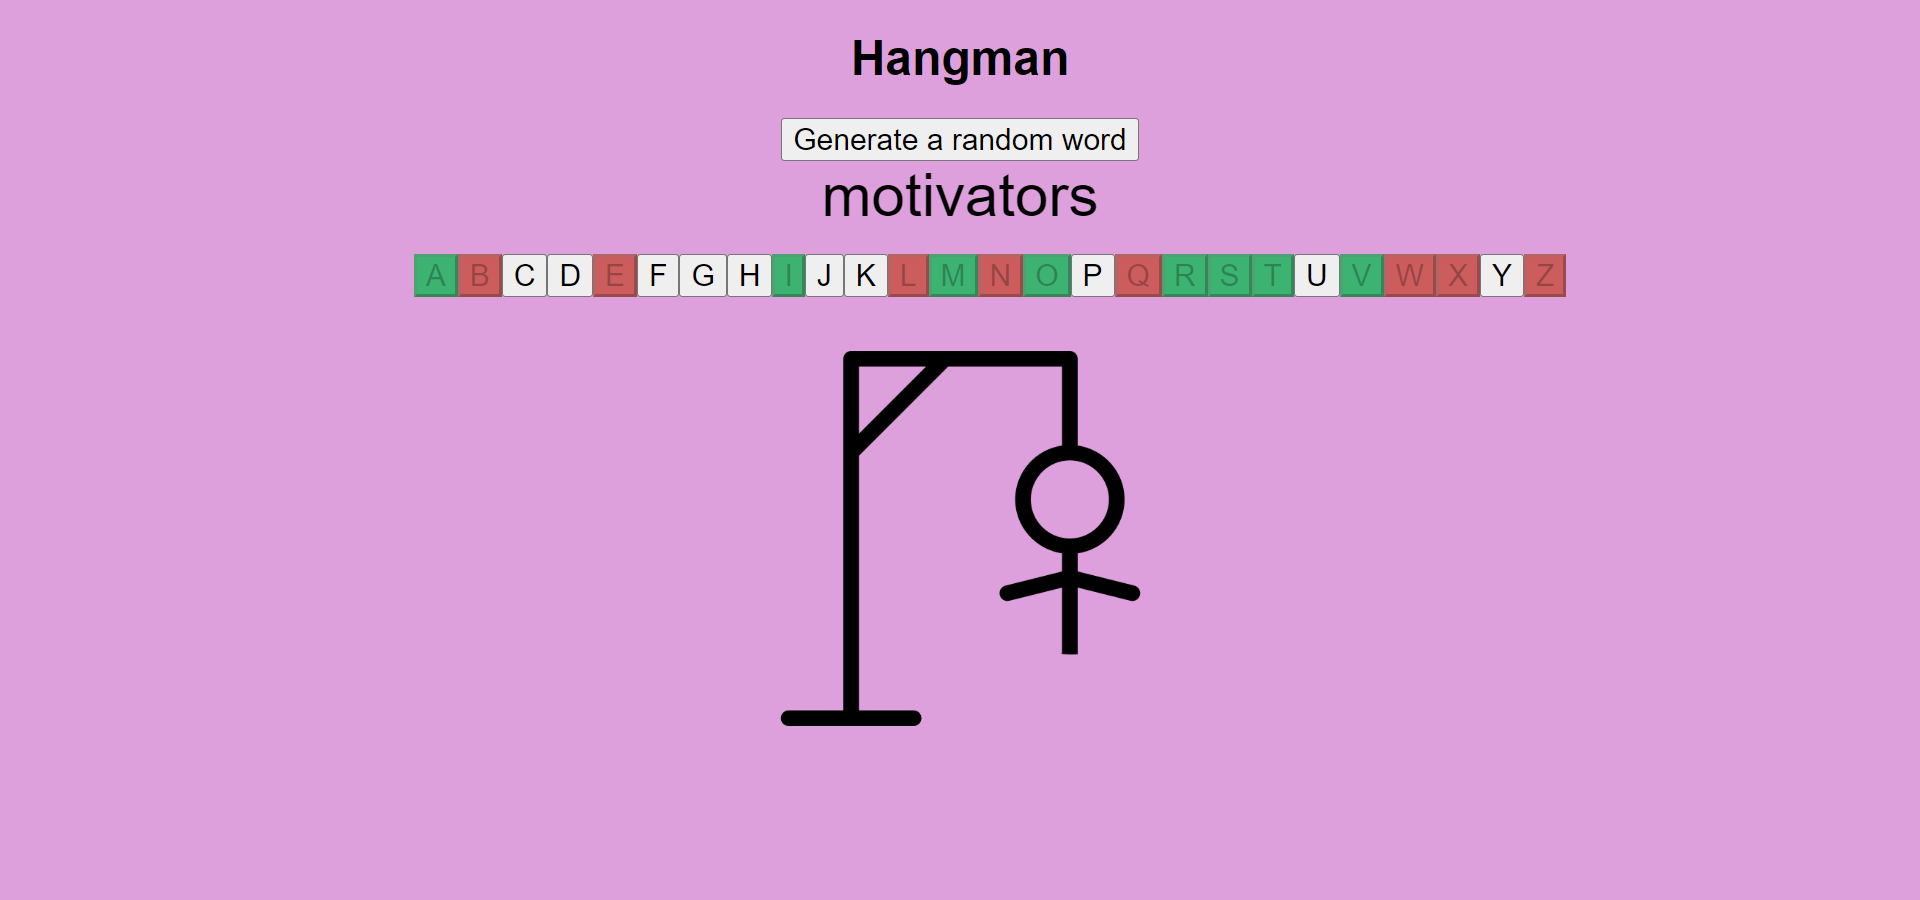 Hangman
Generate a random word
motivators
A B C D E F G H I J K L M N O P Q R S T U V W X Y Z